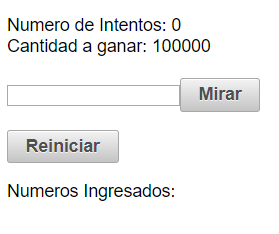 Numero de Intentos: 0
Cantidad a ganar: 100000
Mirar
Reiniciar
Numeros Ingresados: